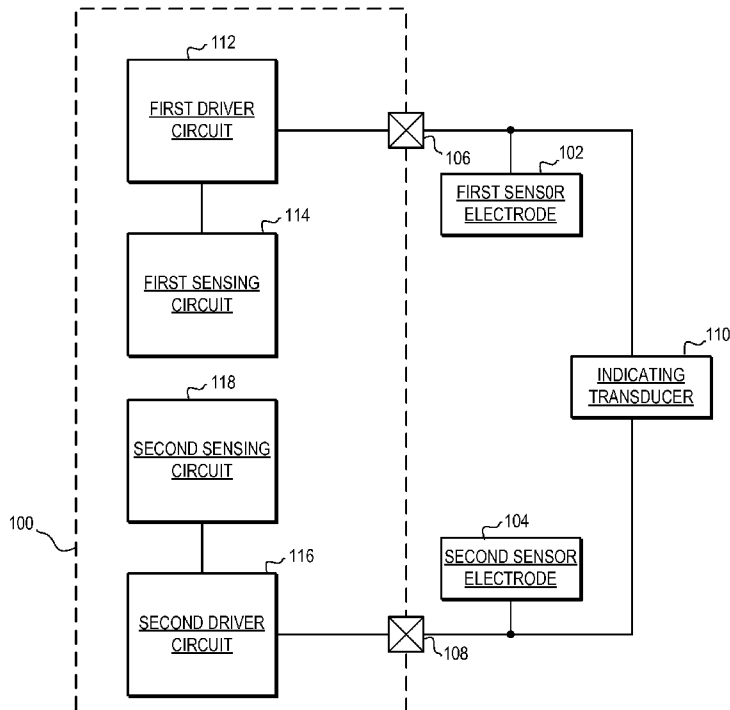 112
FIRST DRIVER
CIRCUIT
106
102
FIRST SENSOR
ELECTRODE
114
FIRST SENSING
CIRCUIT
110
INDICATING
TRANSDUCER
118
SECOND SENSING
CIRCUIT
100
104
SECOND SENSOR
ELECTRODE
116
SECOND DRIVER
CIRCUIT
108